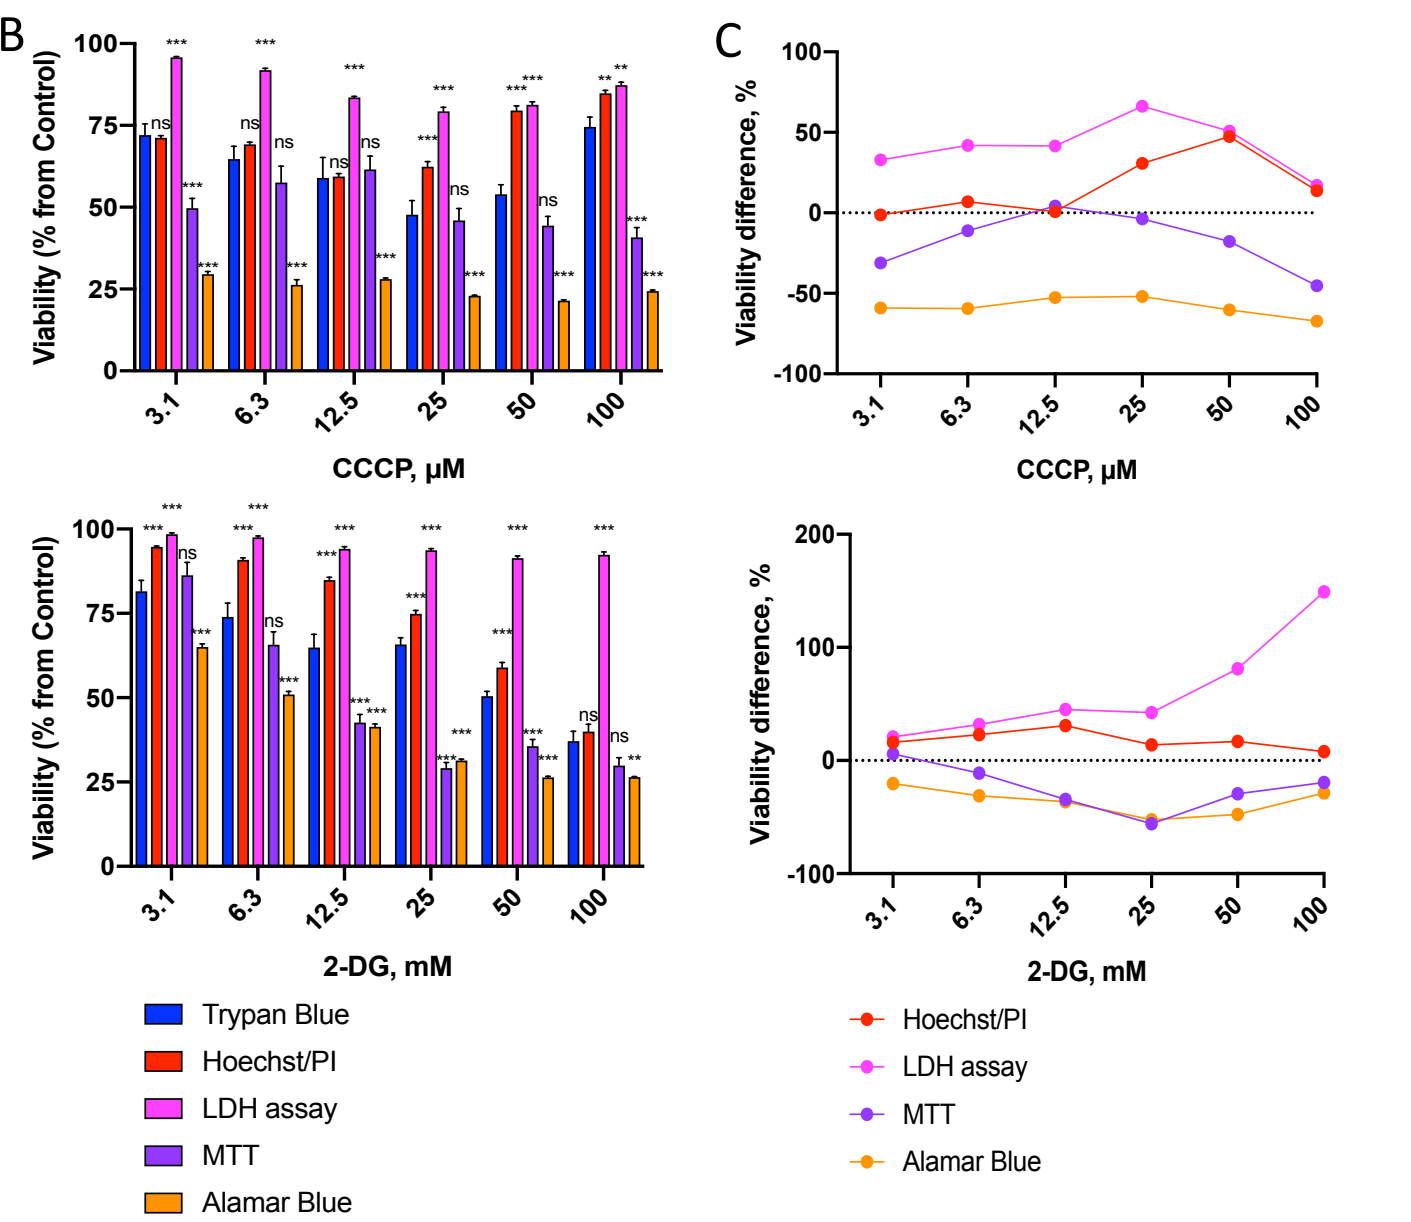 B
Viability (% from Control)
100
75
50
25
0
*** *** *** *** *** **
ns ns ns *** *** **
*** ns ns ns ns ***
*** *** *** *** *** ***
3.1 6.3 12.5 25 50 100
CCCP, µM
C
Viability difference, %
100
50
0
-50
-100
3.1 6.3 12.5 25 50 100
CCCP, µM
Viability (% from Control)
100
75
50
25
0
*** *** *** *** *** ***
*** *** *** *** *** ns
ns ns *** *** *** ns
*** *** *** *** *** **
3.1 6.3 12.5 25 50 100
2-DG, mM
Viability difference, %
200
100
0
-100
3.1 6.3 12.5 25 50 100
2-DG, mM
Trypan Blue
Hoechst/PI
LDH assay
MTT
Alamar Blue
Hoechst/PI
LDH assay
MTT
Alamar Blue